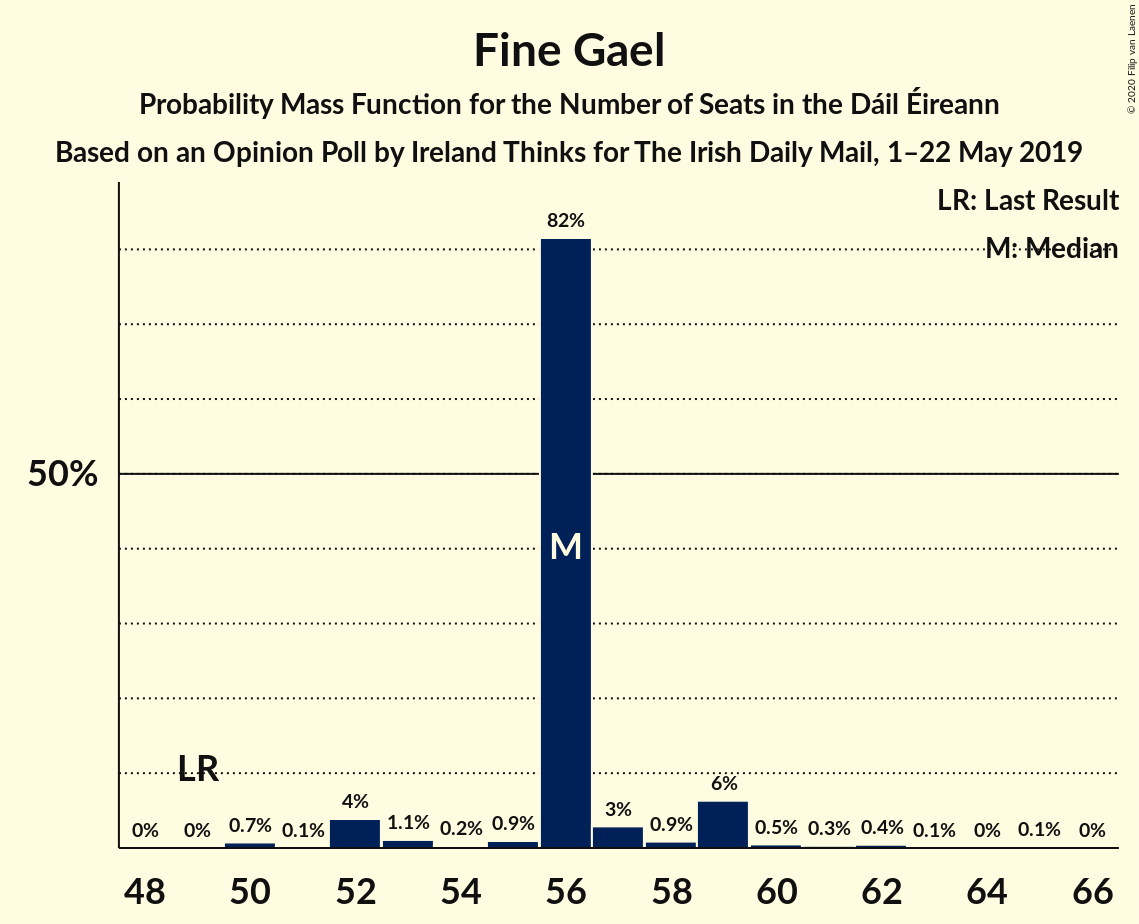 Fine Gael
Probability Mass Function for the Number of Seats in the Dáil Éireann
Based on an Opinion Poll by Ireland Thinks for The Irish Daily Mail, 1–22 May 2019
© 2020 Filip van Laenen
LR: Last Result
M: Median
50%
LR
M
0% 0% 0.7% 0.1% 4% 1.1% 0.2% 0.9% 82% 3% 0.9% 6% 0.5% 0.3% 0.4% 0.1% 0% 0.1% 0%
48 50 52 54 56 58 60 62 64 66